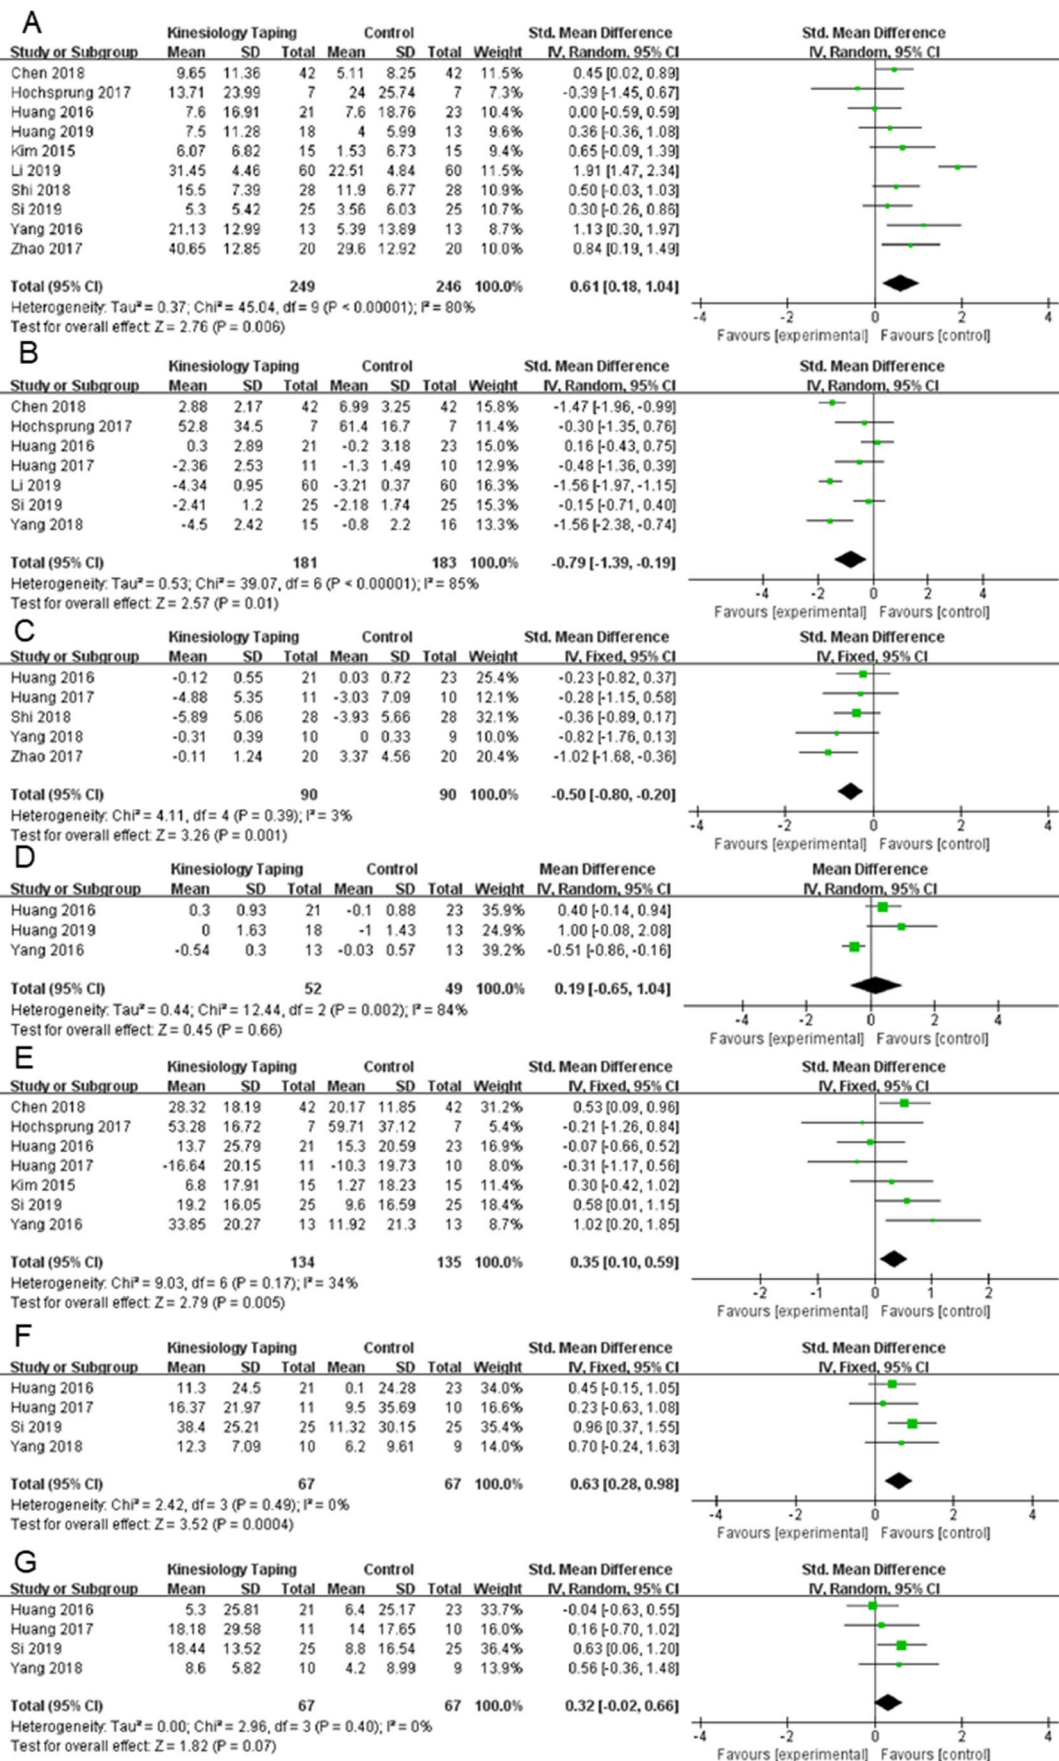 A
Kinesiology Taping Control Std. Mean Difference Std. Mean Difference
Study or Subgroup Mean SD Total Mean SD Total Weight IV, Random, 95% CI IV, Random, 95% CI
Chen 2018 9.65 11.36 42 5.11 8.25 42 11.5% 0.45 [0.02, 0.89]
Hochsprung 2017 13.71 23.99 7 24 25.74 7 7.3% -0.39 [-1.45, 0.67]
Huang 2016 7.6 16.91 21 7.6 18.76 23 10.4% 0.00 [-0.59, 0.59]
Huang 2019 7.5 11.28 18 4 5.99 13 9.6% 0.36 [-0.36, 1.08]
Kim 2015 6.07 6.82 15 1.53 6.73 15 9.4% 0.65 [-0.09, 1.39]
Li 2019 31.45 4.46 60 22.51 4.84 60 11.5% 1.91 [1.47, 2.34]
Shi 2018 15.5 7.39 28 11.9 6.77 28 10.9% 0.50 [-0.03, 1.03]
Si 2019 5.3 5.42 25 3.56 6.03 25 10.7% 0.30 [-0.26, 0.86]
Yang 2016 21.13 12.99 13 5.39 13.89 13 8.7% 1.13 [0.30, 1.97]
Zhao 2017 40.65 12.85 20 29.6 12.92 20 10.0% 0.84 [0.19, 1.49]
Total (95% CI) 249 246 100.0% 0.61 [0.18, 1.04]
Heterogeneity: Tau² = 0.37; Chi² = 45.04, df = 9 (P < 0.00001); I² = 80%
Test for overall effect: Z = 2.76 (P = 0.006)
-4 -2 0 2 4
Favours [experimental] Favours [control]
B
Kinesiology Taping Control Std. Mean Difference Std. Mean Difference
Study or Subgroup Mean SD Total Mean SD Total Weight IV, Random, 95% CI IV, Random, 95% CI
Chen 2018 2.88 2.17 42 6.99 3.25 42 15.8% -1.47 [-1.96, -0.99]
Hochsprung 2017 52.8 34.5 7 61.4 16.7 7 11.4% -0.30 [-1.35, 0.76]
Huang 2016 0.3 2.89 21 -0.2 3.18 23 15.0% 0.16 [-0.43, 0.75]
Huang 2017 -2.36 2.53 11 -1.3 1.49 10 12.9% -0.48 [-1.36, 0.39]
Li 2019 -4.34 0.95 60 -3.21 0.37 60 16.3% -1.56 [-1.97, -1.15]
Si 2019 -2.41 1.2 25 -2.18 1.74 25 15.3% -0.15 [-0.71, 0.40]
Yang 2018 -4.5 2.42 15 -0.8 2.2 16 13.3% -1.56 [-2.38, -0.74]
Total (95% CI) 181 183 100.0% -0.79 [-1.39, -0.19]
Heterogeneity: Tau² = 0.53; Chi² = 39.07, df = 6 (P < 0.00001); I² = 85%
Test for overall effect: Z = 2.57 (P = 0.01)
-4 -2 0 2 4
Favours [experimental] Favours [control]
C
Kinesiology Taping Control Std. Mean Difference Std. Mean Difference
Study or Subgroup Mean SD Total Mean SD Total Weight IV, Fixed, 95% CI IV, Fixed, 95% CI
Huang 2016 -0.12 0.55 21 0.03 0.72 23 25.4% -0.23 [-0.82, 0.37]
Huang 2017 -4.88 5.35 11 -3.03 7.09 10 12.1% -0.28 [-1.15, 0.58]
Shi 2018 -5.89 5.06 28 -3.93 5.66 28 32.1% -0.36 [-0.89, 0.17]
Yang 2018 -0.31 0.39 10 0 0.33 9 10.0% -0.82 [-1.76, 0.13]
Zhao 2017 -0.11 1.24 20 3.37 4.56 20 20.4% -1.02 [-1.68, -0.36]
Total (95% CI) 90 90 100.0% -0.50 [-0.80, -0.20]
Heterogeneity: Chi² = 4.11, df = 4 (P = 0.39); I² = 3%
Test for overall effect: Z = 3.26 (P = 0.001)
-4 -2 0 2 4
Favours [experimental] Favours [control]
D
Kinesiology Taping Control Mean Difference Mean Difference
Study or Subgroup Mean SD Total Mean SD Total Weight IV, Random, 95% CI IV, Random, 95% CI
Huang 2016 0.3 0.93 21 -0.1 0.88 23 35.9% 0.40 [-0.14, 0.94]
Huang 2019 0 1.63 18 -1 1.43 13 24.9% 1.00 [-0.08, 2.08]
Yang 2016 -0.54 0.3 13 -0.03 0.57 13 39.2% -0.51 [-0.86, -0.16]
Total (95% CI) 52 49 100.0% 0.19 [-0.65, 1.04]
Heterogeneity: Tau² = 0.44; Chi² = 12.44, df = 2 (P = 0.002); I² = 84%
Test for overall effect: Z = 0.45 (P = 0.66)
-4 -2 0 2 4
Favours [experimental] Favours [control]
E
Kinesiology Taping Control Std. Mean Difference Std. Mean Difference
Study or Subgroup Mean SD Total Mean SD Total Weight IV, Fixed, 95% CI IV, Fixed, 95% CI
Chen 2018 28.32 18.19 42 20.17 11.85 42 31.2% 0.53 [0.09, 0.96]
Hochsprung 2017 53.28 16.72 7 59.71 37.12 7 5.4% -0.21 [-1.26, 0.84]
Huang 2016 13.7 25.79 21 15.3 20.59 23 16.9% -0.07 [-0.66, 0.52]
Huang 2017 -16.64 20.15 11 -10.3 19.73 10 8.0% -0.31 [-1.17, 0.56]
Kim 2015 6.8 17.91 15 1.27 18.23 15 11.4% 0.30 [-0.42, 1.02]
Si 2019 19.2 16.05 25 9.6 16.59 25 18.4% 0.58 [0.01, 1.15]
Yang 2016 33.85 20.27 13 11.92 21.3 13 8.7% 1.02 [0.20, 1.85]
Total (95% CI) 134 135 100.0% 0.35 [0.10, 0.59]
Heterogeneity: Chi² = 9.03, df = 6 (P = 0.17); I² = 34%
Test for overall effect: Z = 2.79 (P = 0.005)
-2 -1 0 1 2
Favours [experimental] Favours [control]
F
Kinesiology Taping Control Std. Mean Difference Std. Mean Difference
Study or Subgroup Mean SD Total Mean SD Total Weight IV, Fixed, 95% CI IV, Fixed, 95% CI
Huang 2016 11.3 24.5 21 0.1 24.28 23 34.0% 0.45 [-0.15, 1.05]
Huang 2017 16.37 21.97 11 9.5 35.69 10 16.6% 0.23 [-0.63, 1.08]
Si 2019 38.4 25.21 25 11.32 30.15 25 35.4% 0.96 [0.37, 1.55]
Yang 2018 12.3 7.09 10 6.2 9.61 9 14.0% 0.70 [-0.24, 1.63]
Total (95% CI) 67 67 100.0% 0.63 [0.28, 0.98]
Heterogeneity: Chi² = 2.42, df = 3 (P = 0.49); I² = 0%
Test for overall effect: Z = 3.52 (P = 0.0004)
-4 -2 0 2 4
Favours [experimental] Favours [control]
G
Kinesiology Taping Control Std. Mean Difference Std. Mean Difference
Study or Subgroup Mean SD Total Mean SD Total Weight IV, Random, 95% CI IV, Random, 95% CI
Huang 2016 5.3 25.81 21 6.4 25.17 23 33.7% -0.04 [-0.63, 0.55]
Huang 2017 18.18 29.58 11 14 17.65 10 16.0% 0.16 [-0.70, 1.02]
Si 2019 18.44 13.52 25 8.8 16.54 25 36.4% 0.63 [0.06, 1.20]
Yang 2018 8.6 5.82 10 4.2 8.99 9 13.9% 0.56 [-0.36, 1.48]
Total (95% CI) 67 67 100.0% 0.32 [-0.02, 0.66]
Heterogeneity: Tau² = 0.00; Chi² = 2.96, df = 3 (P = 0.40); I² = 0%
Test for overall effect: Z = 1.82 (P = 0.07)
-4 -2 0 2 4
Favours [experimental] Favours [control]